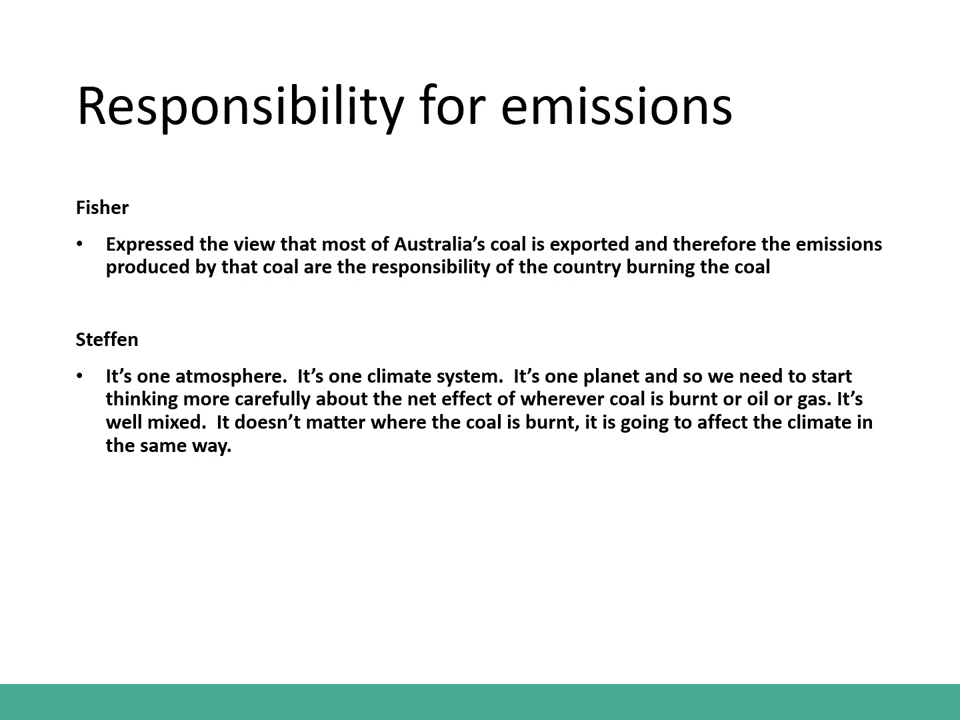 Responsibility for emissions
Fisher
• Expressed the view that most of Australia’s coal is exported and therefore the emissions
produced by that coal are the responsibility of the country burning the coal
Steffen
• It’s one atmosphere.  It’s one climate system.  It’s one planet and so we need to start
thinking more carefully about the net effect of wherever coal is burnt or oil or gas. It’s
well mixed.  It doesn’t matter where the coal is burnt, it is going to affect the climate in
the same way.